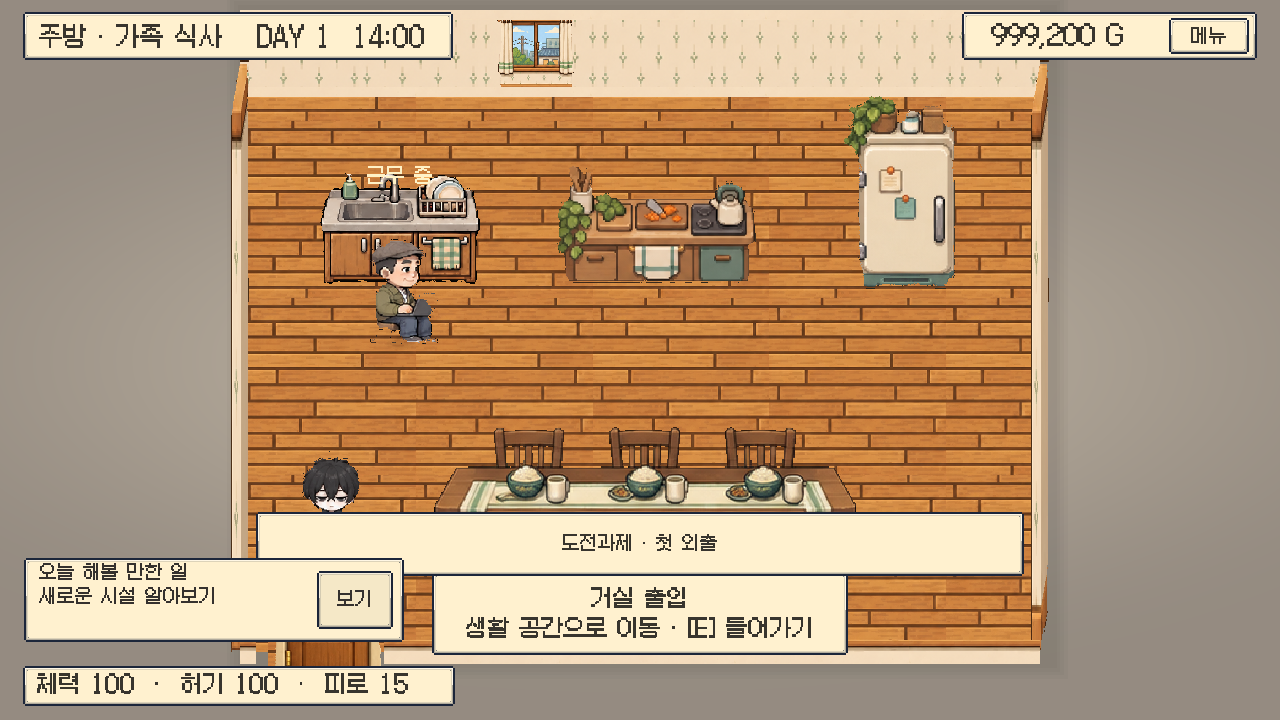 주방 · 가족 식사 DAY 1 14:00
999,200 G
메뉴
근무 중
도전과제 · 첫 외출
오늘 해볼 만한 일
새로운 시설 알아보기
보기
거실 출입
생활 공간으로 이동 · [E] 들어가기
체력 100 · 허기 100 · 피로 15